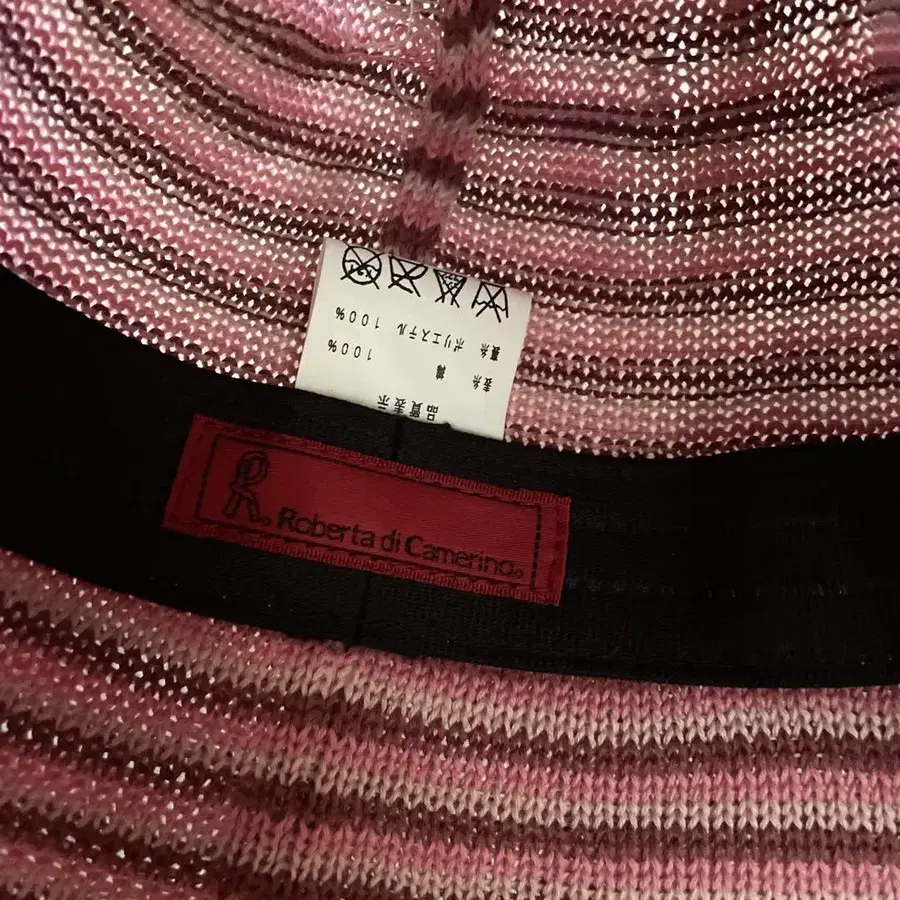 品質表示
表糸 綿 100%
裏糸 ポリエステル 100%
R® Roberta di Camerino®